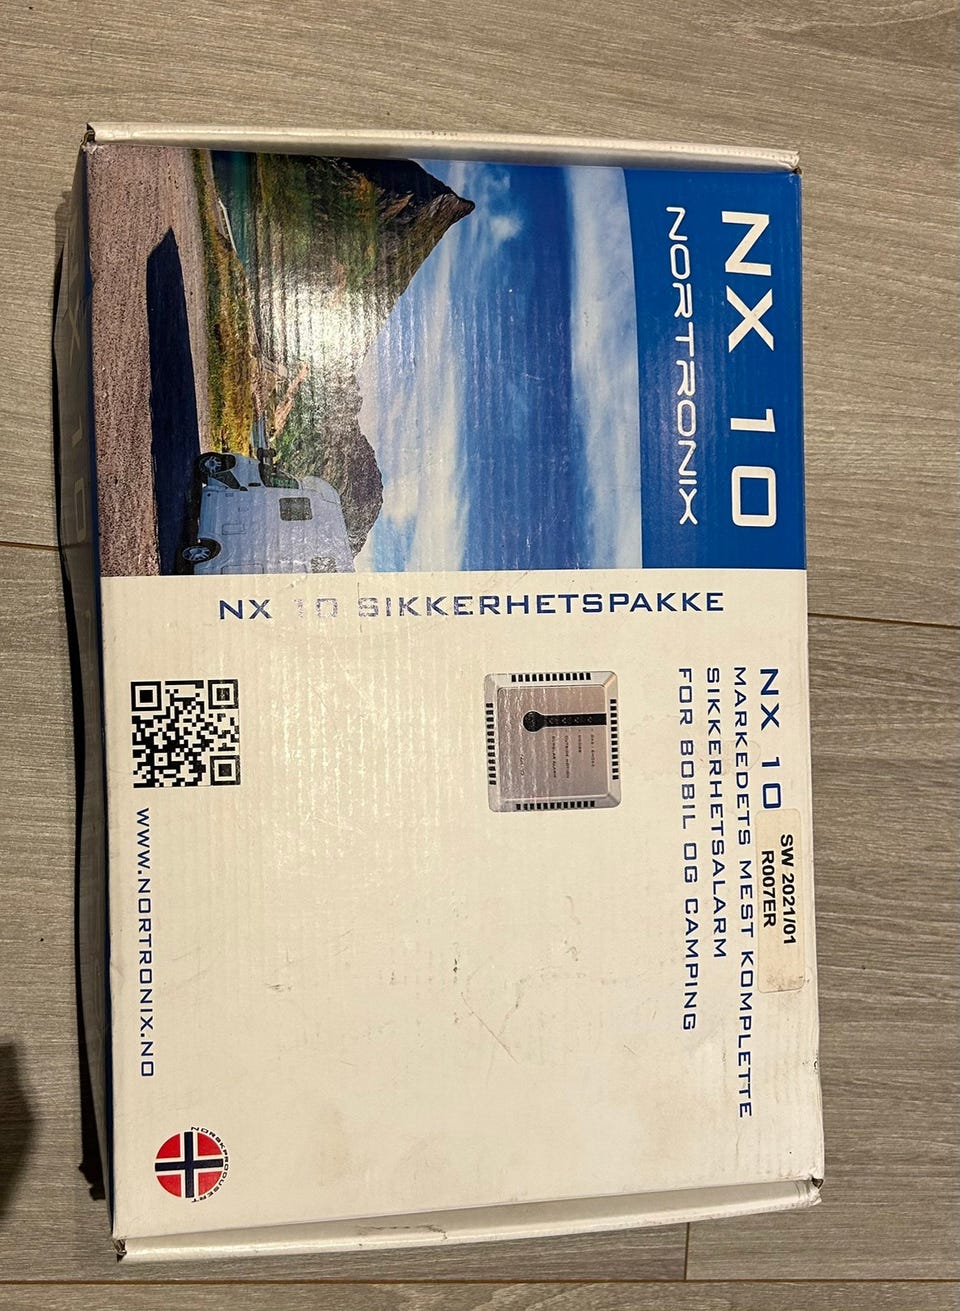 NX 10
NORTRONIX
NX 10 SIKKERHETSPAKKE
NX 10
MARKEDETS MEST KOMPLETTE
SIKKERHETSALARM
FOR BOBIL OG CAMPING
SW 2021/01
R007ER
WWW.NORTRONIX.NO
NORSKPRODUSERT